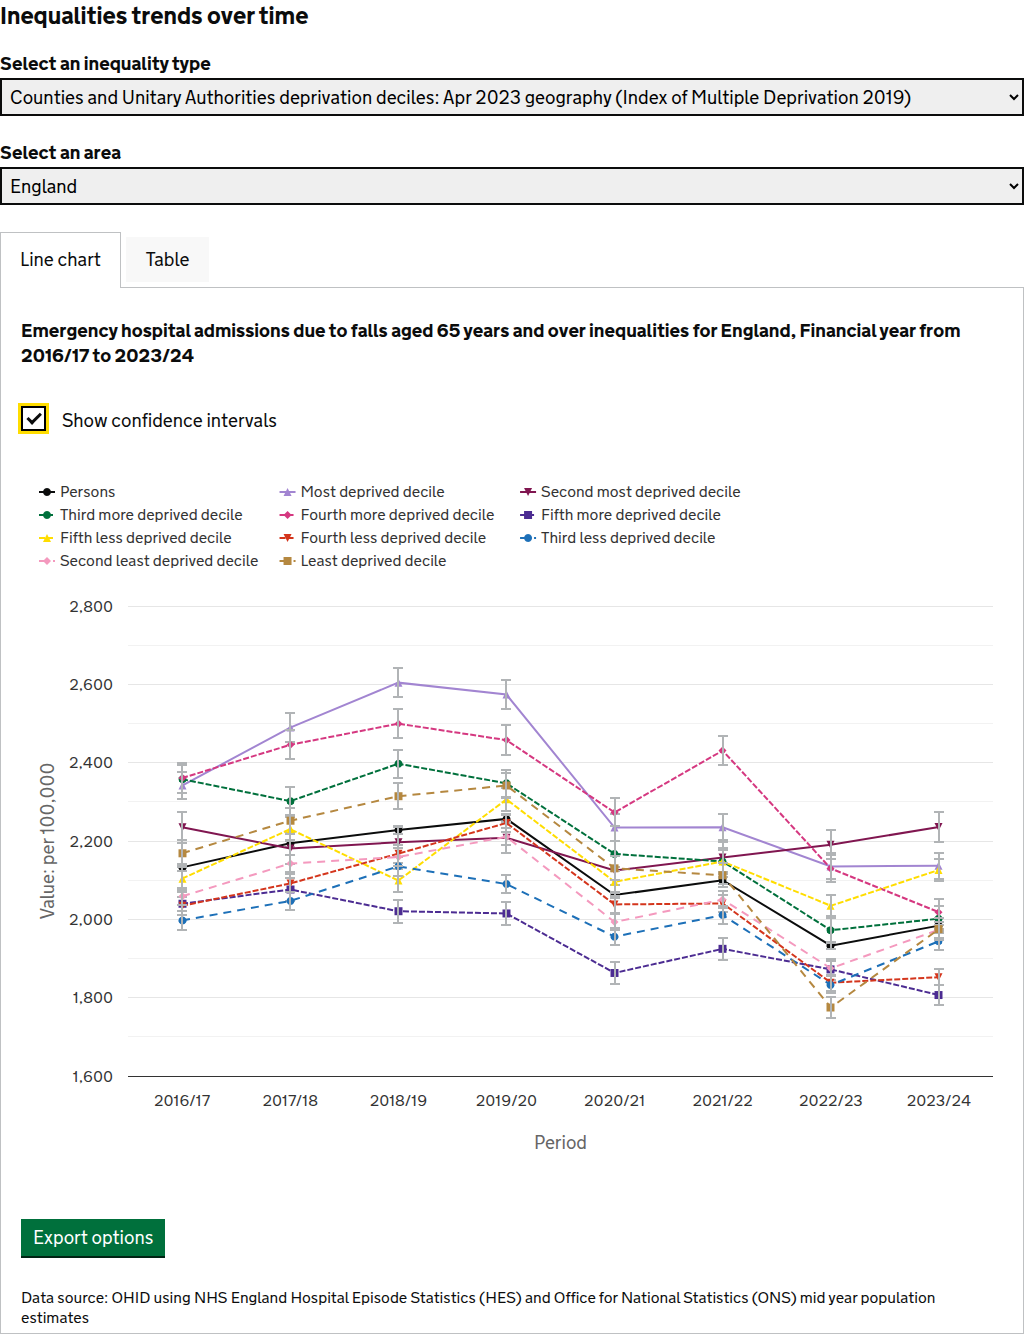 Inequalities trends over time
Select an inequality type
Counties and Unitary Authorities deprivation deciles: Apr 2023 geography (Index of Multiple Deprivation 2019)
Select an area
England
Line chart Table
Emergency hospital admissions due to falls aged 65 years and over inequalities for England, Financial year from
2016/17 to 2023/24
Show confidence intervals
Persons Most deprived decile Second most deprived decile
Third more deprived decile Fourth more deprived decile Fifth more deprived decile
Fifth less deprived decile Fourth less deprived decile Third less deprived decile
Second least deprived decile Least deprived decile
Value: per 100,000
2,800
2,600
2,400
2,200
2,000
1,800
1,600
2016/17 2017/18 2018/19 2019/20 2020/21 2021/22 2022/23 2023/24
Period
Export options
Data source: OHID using NHS England Hospital Episode Statistics (HES) and Office for National Statistics (ONS) mid year population
estimates